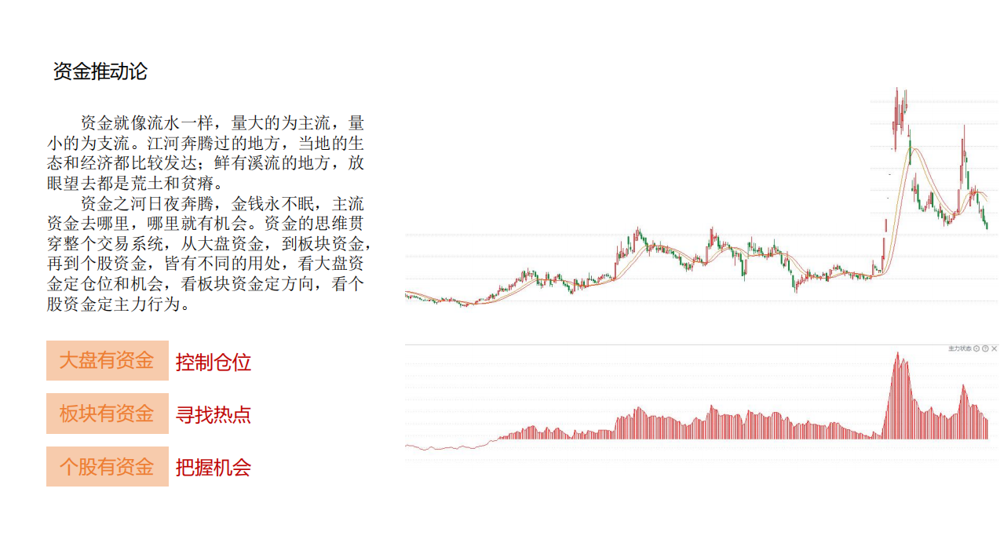 资金推动论
资金就像流水一样，量大的为主流，量
小的为支流。江河奔腾过的地方，当地的生
态和经济都比较发达；鲜有溪流的地方，放
眼望去都是荒土和贫瘠。
资金之河日夜奔腾，金钱永不眠，主流
资金去哪里，哪里就有机会。资金的思维贯
穿整个交易系统，从大盘资金，到板块资金，
再到个股资金，皆有不同的用处，看大盘资
金定仓位和机会，看板块资金定方向，看个
股资金定主力行为。
大盘有资金 控制仓位
板块有资金 寻找热点
个股有资金 把握机会
主力状态